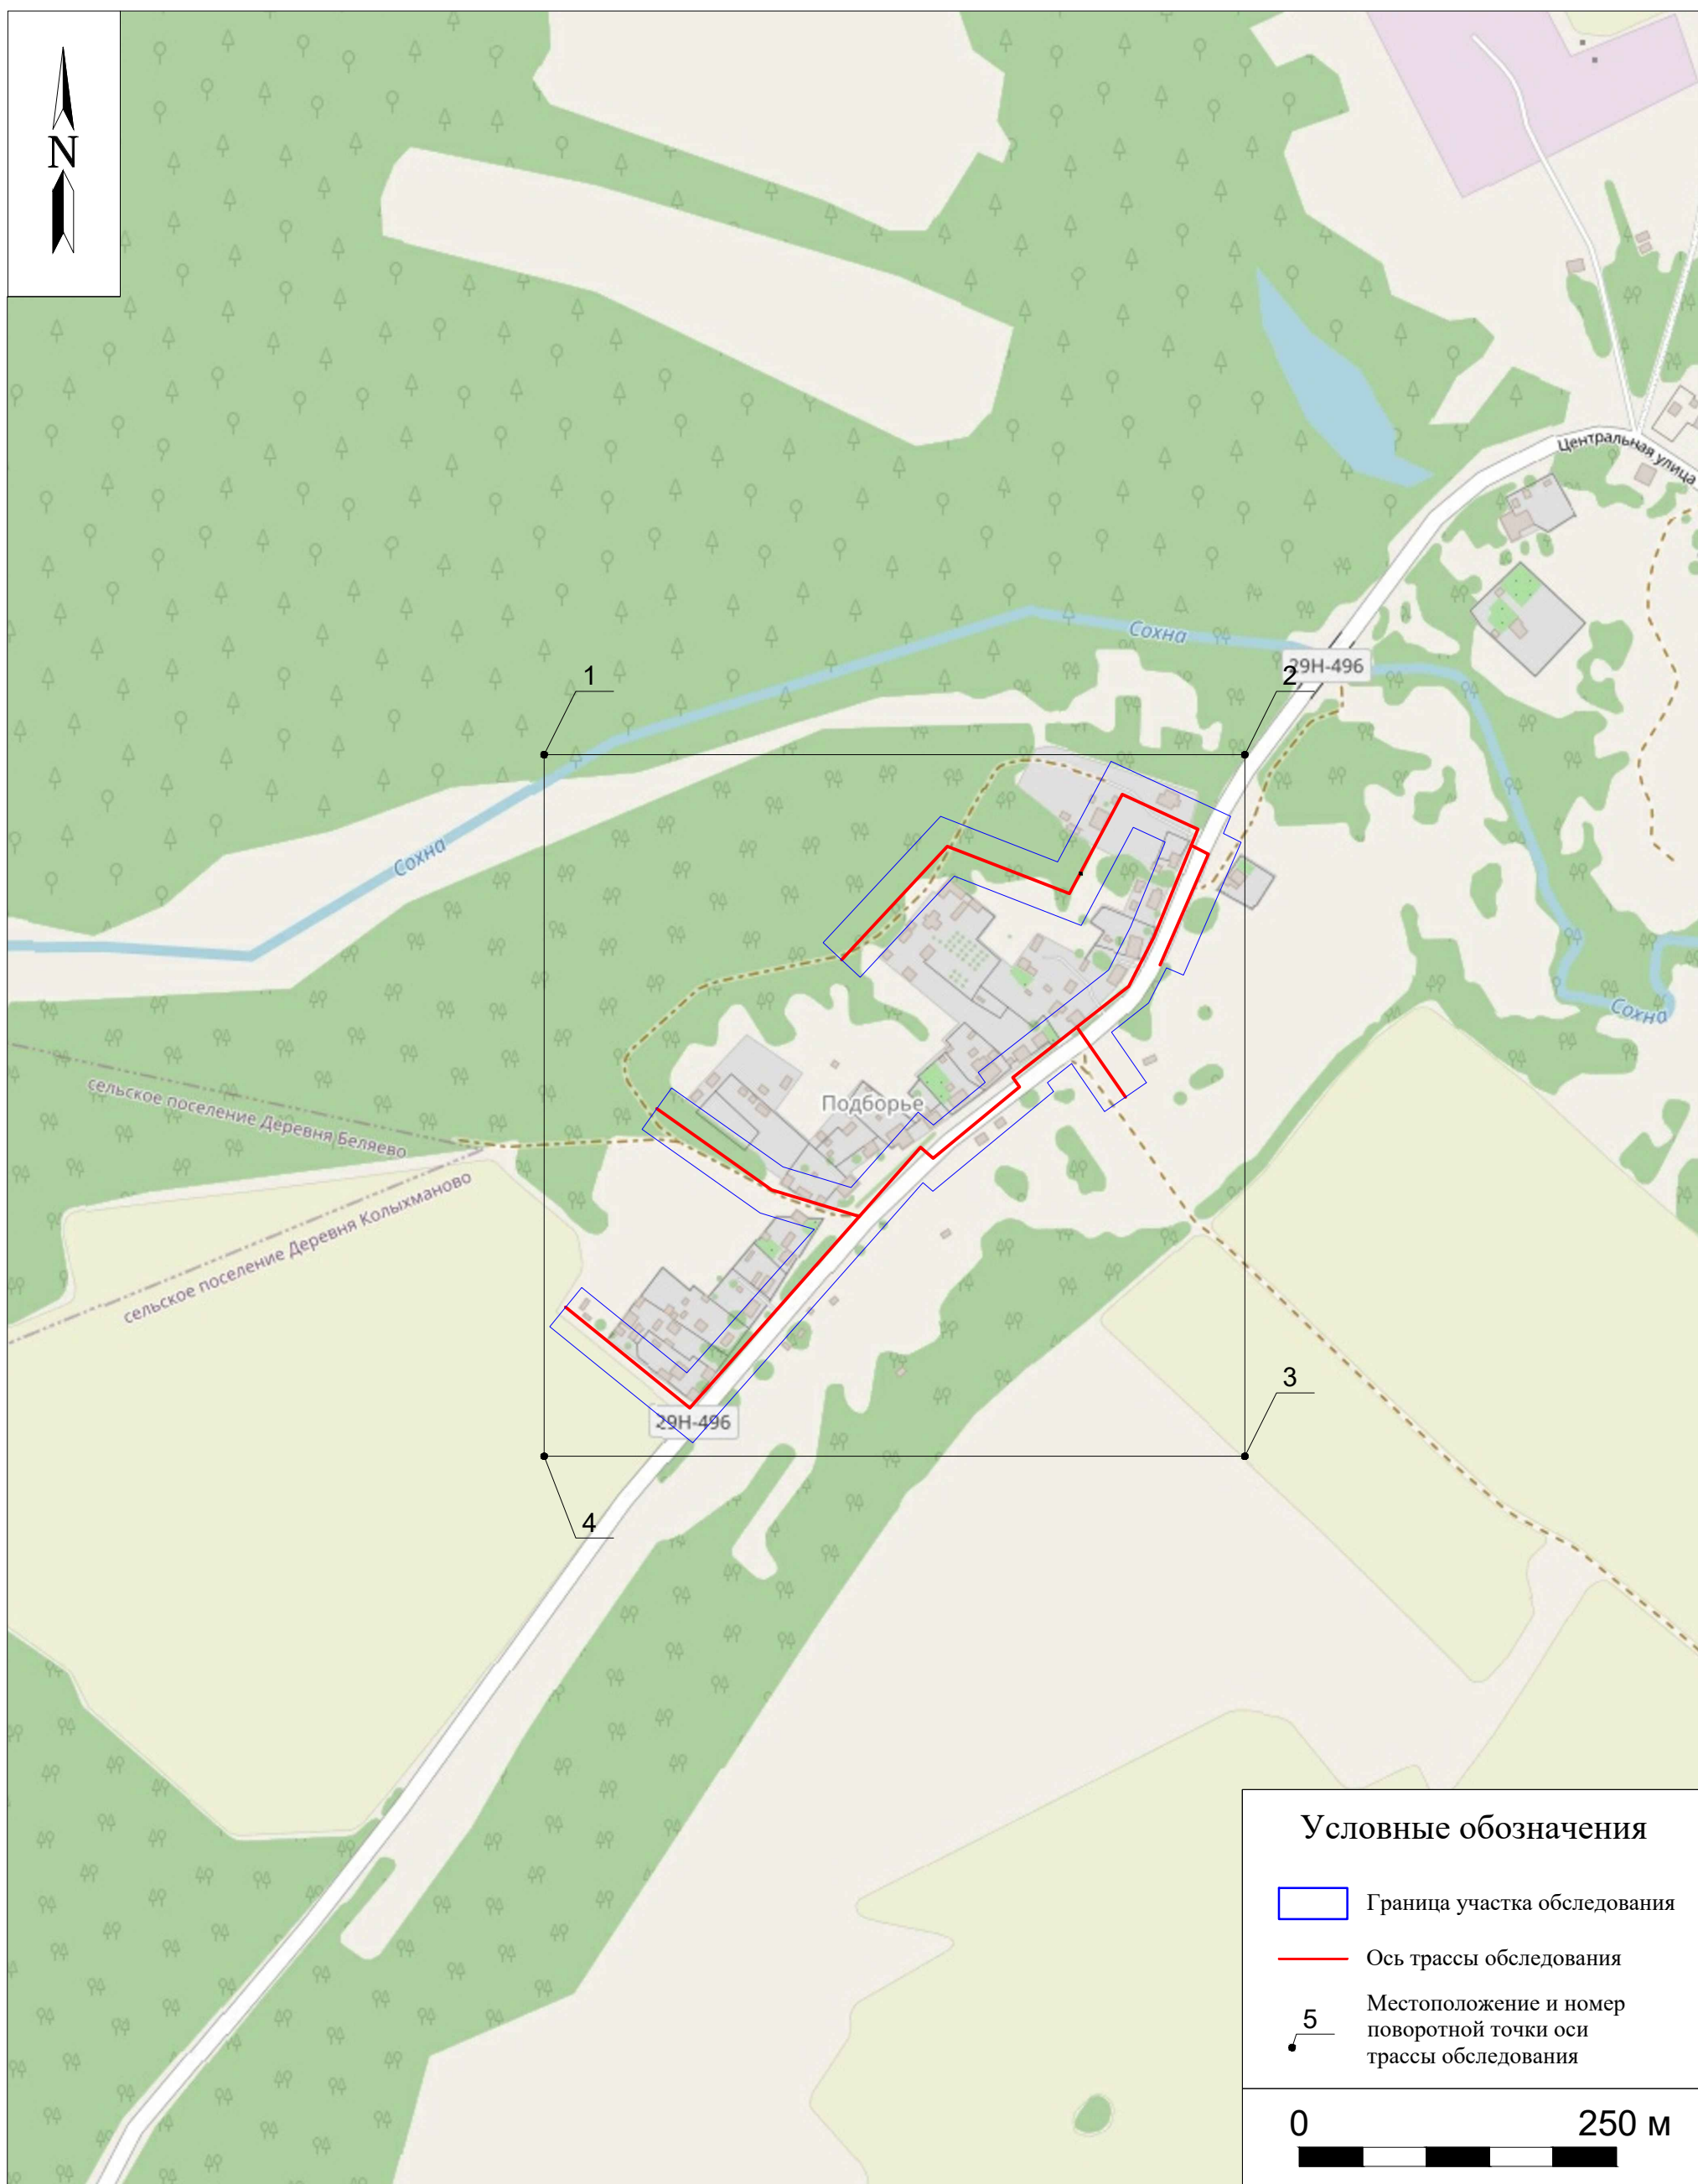 N
Центральная улица
Сохна
29Н-496
1
2
Сохна
Сохна
сельское поселение Деревня Беляево
Подборье
сельское поселение Деревня Колыхманово
3
29Н-496
4
Условные обозначения
Граница участка обследования
Ось трассы обследования
5
Местоположение и номер
поворотной точки оси
трассы обследования
0
250 м